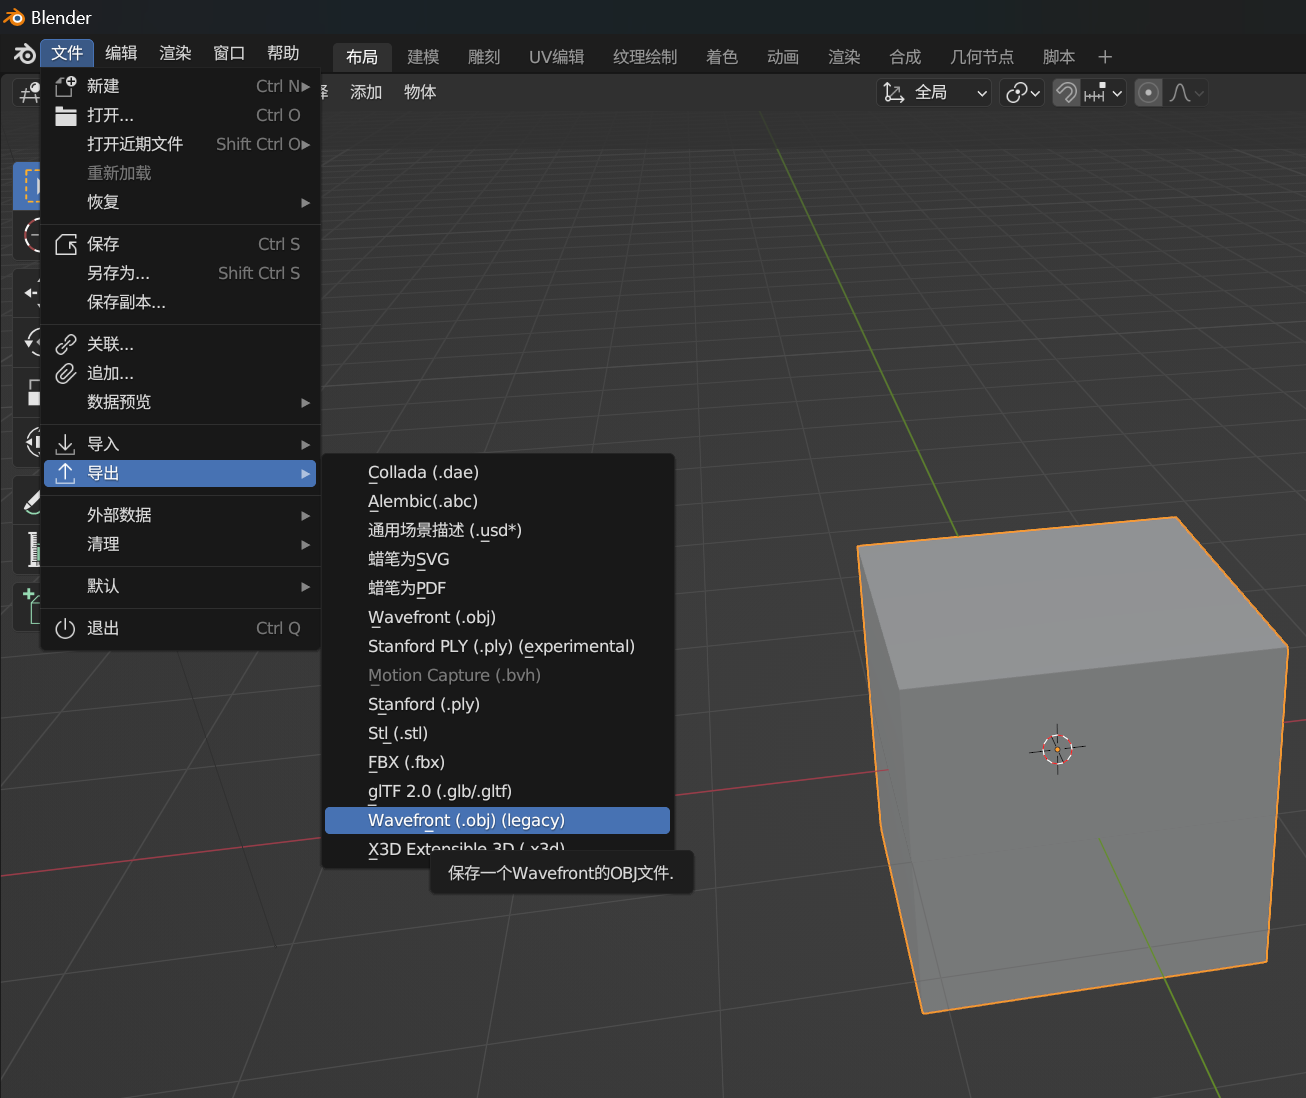 Blender
文件 编辑 渲染 窗口 帮助 布局 建模 雕刻 UV编辑 纹理绘制 着色 动画 渲染 合成 几何节点 脚本 +
添加 物体 全局
新建 Ctrl N
打开... Ctrl O
打开近期文件 Shift Ctrl O
重新加载
恢复
保存 Ctrl S
另存为... Shift Ctrl S
保存副本...
关联...
追加...
数据预览
导入
导出
外部数据
清理
默认
退出 Ctrl Q
Collada (.dae)
Alembic(.abc)
通用场景描述 (.usd*)
蜡笔为SVG
蜡笔为PDF
Wavefront (.obj)
Stanford PLY (.ply) (experimental)
Motion Capture (.bvh)
Stanford (.ply)
Stl (.stl)
FBX (.fbx)
glTF 2.0 (.glb/.gltf)
Wavefront (.obj) (legacy)
X3D Extensible 3D (.x3d)
保存一个Wavefront的OBJ文件.